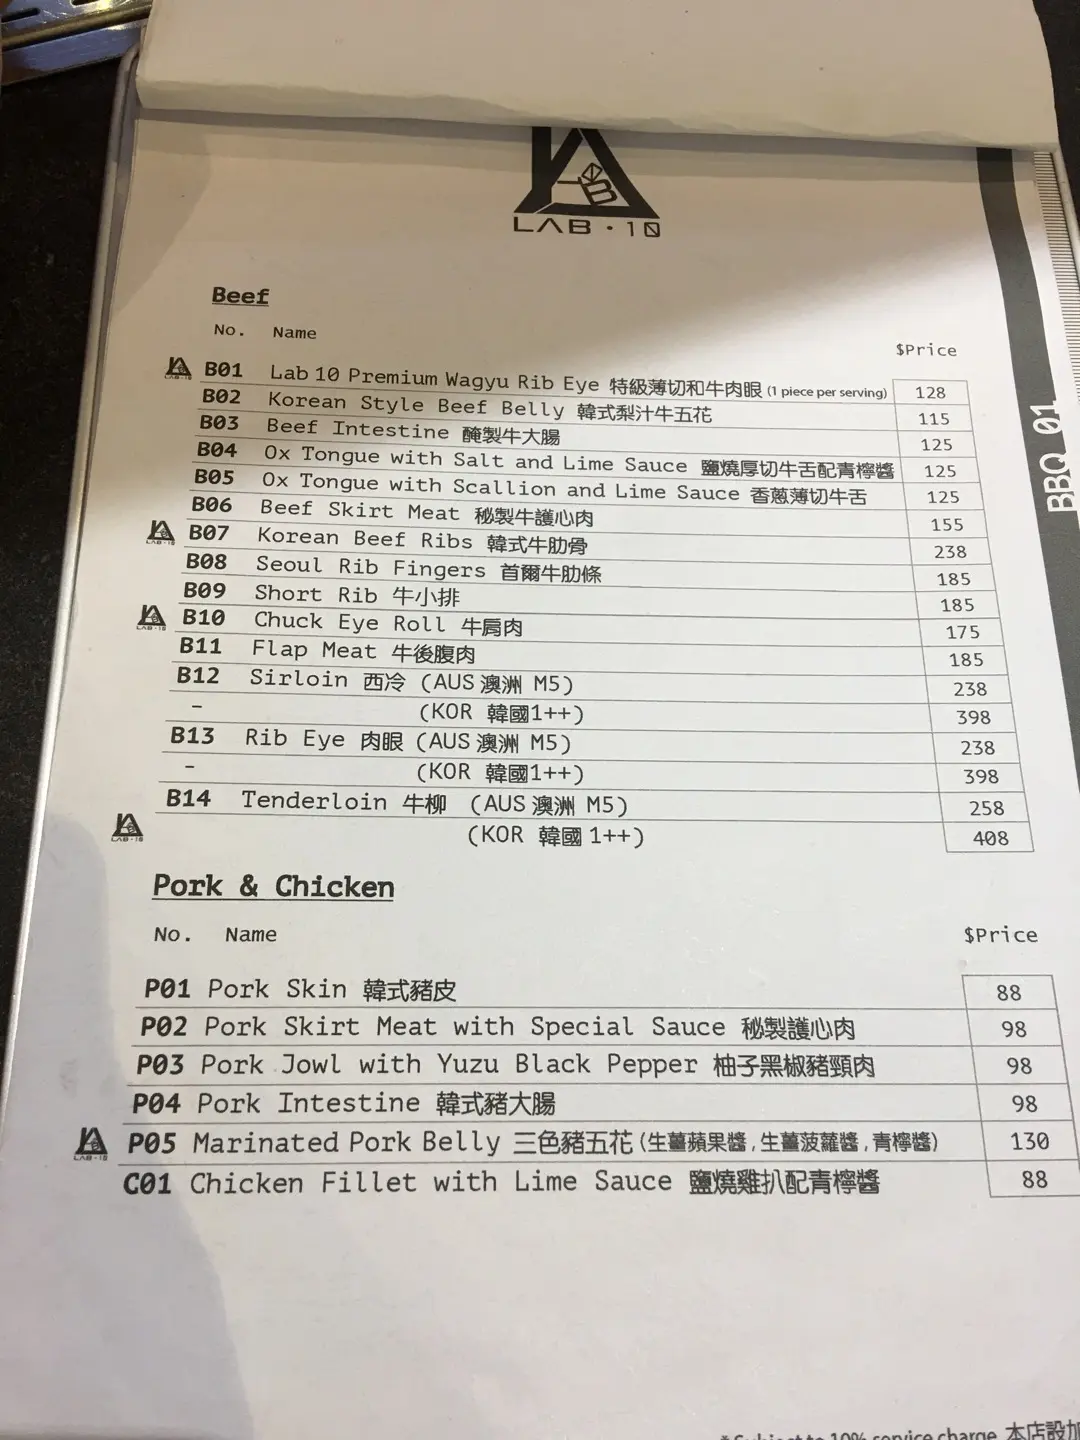 LAB · 10
BBQ 01
Beef
No. Name $Price
B01 Lab 10 Premium Wagyu Rib Eye 特級薄切和牛肉眼 (1 piece per serving) 128
B02 Korean Style Beef Belly 韓式梨汁牛五花 115
B03 Beef Intestine 醃製牛大腸 125
B04 Ox Tongue with Salt and Lime Sauce 鹽燒厚切牛舌配青檸醬 125
B05 Ox Tongue with Scallion and Lime Sauce 香蔥薄切牛舌 125
B06 Beef Skirt Meat 秘製牛護心肉 155
B07 Korean Beef Ribs 韓式牛肋骨 238
B08 Seoul Rib Fingers 首爾牛肋條 185
B09 Short Rib 牛小排 185
B10 Chuck Eye Roll 牛肩肉 175
B11 Flap Meat 牛後腹肉 185
B12 Sirloin 西冷 (AUS 澳洲 M5) 238
– (KOR 韓國1++) 398
B13 Rib Eye 肉眼 (AUS 澳洲 M5) 238
– (KOR 韓國1++) 398
B14 Tenderloin 牛柳 (AUS 澳洲 M5) 258
(KOR 韓國 1++) 408
Pork & Chicken
No. Name $Price
P01 Pork Skin 韓式豬皮 88
P02 Pork Skirt Meat with Special Sauce 秘製護心肉 98
P03 Pork Jowl with Yuzu Black Pepper 柚子黑椒豬頸肉 98
P04 Pork Intestine 韓式豬大腸 98
P05 Marinated Pork Belly 三色豬五花 (生薑蘋果醬, 生薑菠蘿醬, 青檸醬) 130
C01 Chicken Fillet with Lime Sauce 鹽燒雞扒配青檸醬 88
* Subject to 10% service charge 本店設加